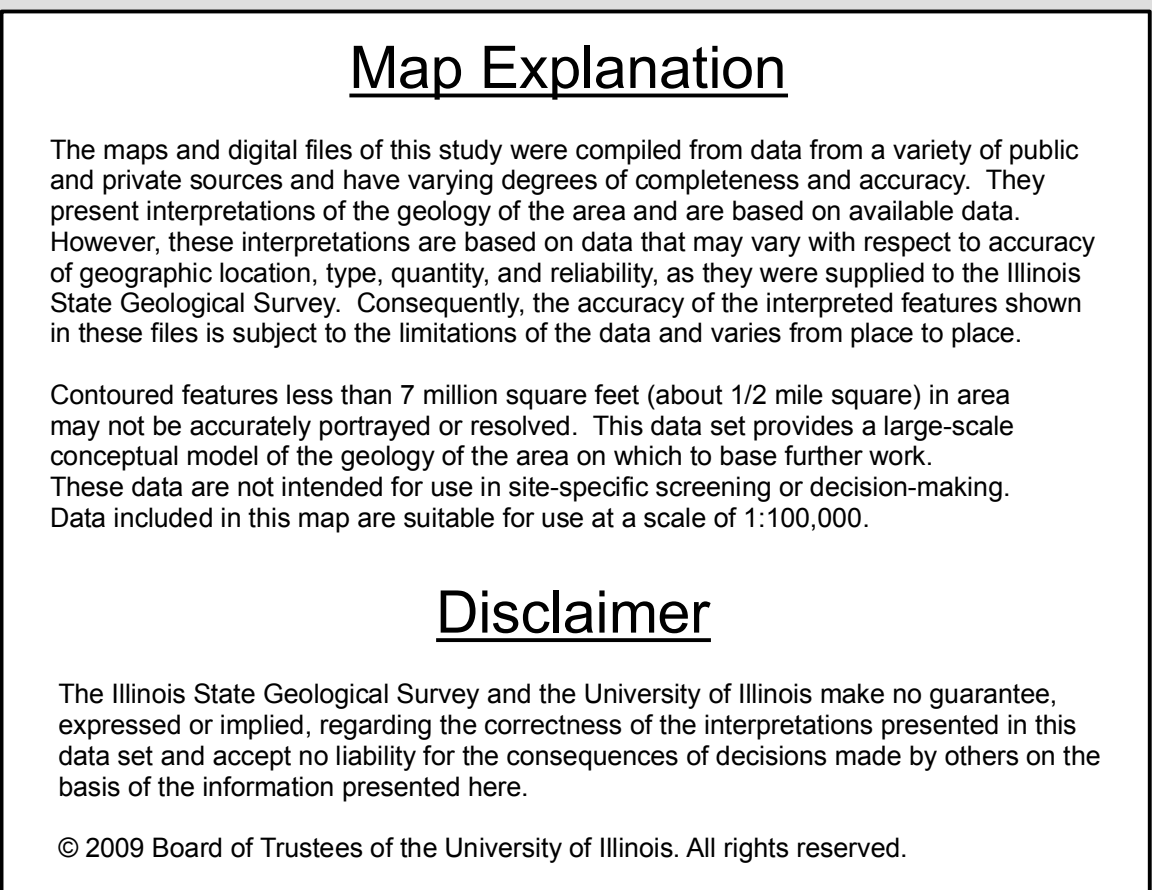 Map Explanation
The maps and digital files of this study were compiled from data from a variety of public
and private sources and have varying degrees of completeness and accuracy.  They
present interpretations of the geology of the area and are based on available data.
However, these interpretations are based on data that may vary with respect to accuracy
of geographic location, type, quantity, and reliability, as they were supplied to the Illinois
State Geological Survey.  Consequently, the accuracy of the interpreted features shown
in these files is subject to the limitations of the data and varies from place to place.
Contoured features less than 7 million square feet (about 1/2 mile square) in area
may not be accurately portrayed or resolved.  This data set provides a large-scale
conceptual model of the geology of the area on which to base further work.
These data are not intended for use in site-specific screening or decision-making.
Data included in this map are suitable for use at a scale of 1:100,000.
Disclaimer
The Illinois State Geological Survey and the University of Illinois make no guarantee,
expressed or implied, regarding the correctness of the interpretations presented in this
data set and accept no liability for the consequences of decisions made by others on the
basis of the information presented here.
© 2009 Board of Trustees of the University of Illinois. All rights reserved.